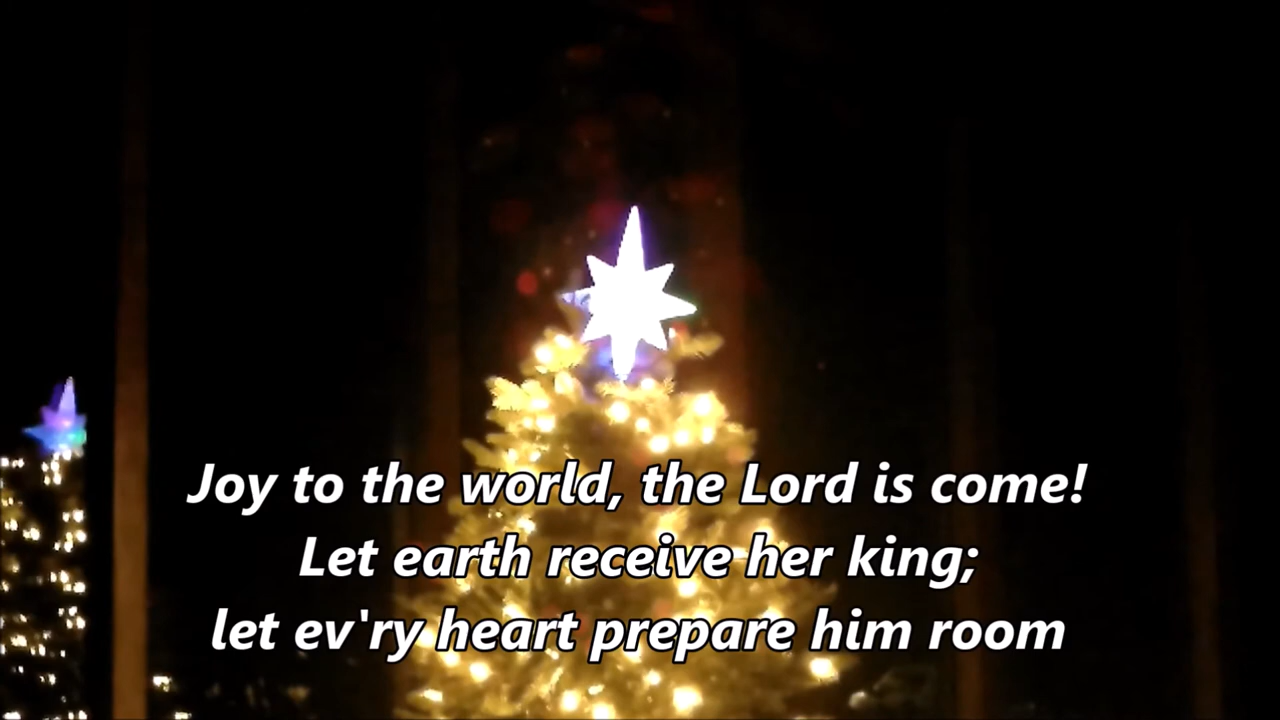 Joy to the world, the Lord is come!
Let earth receive her king;
let ev'ry heart prepare him room